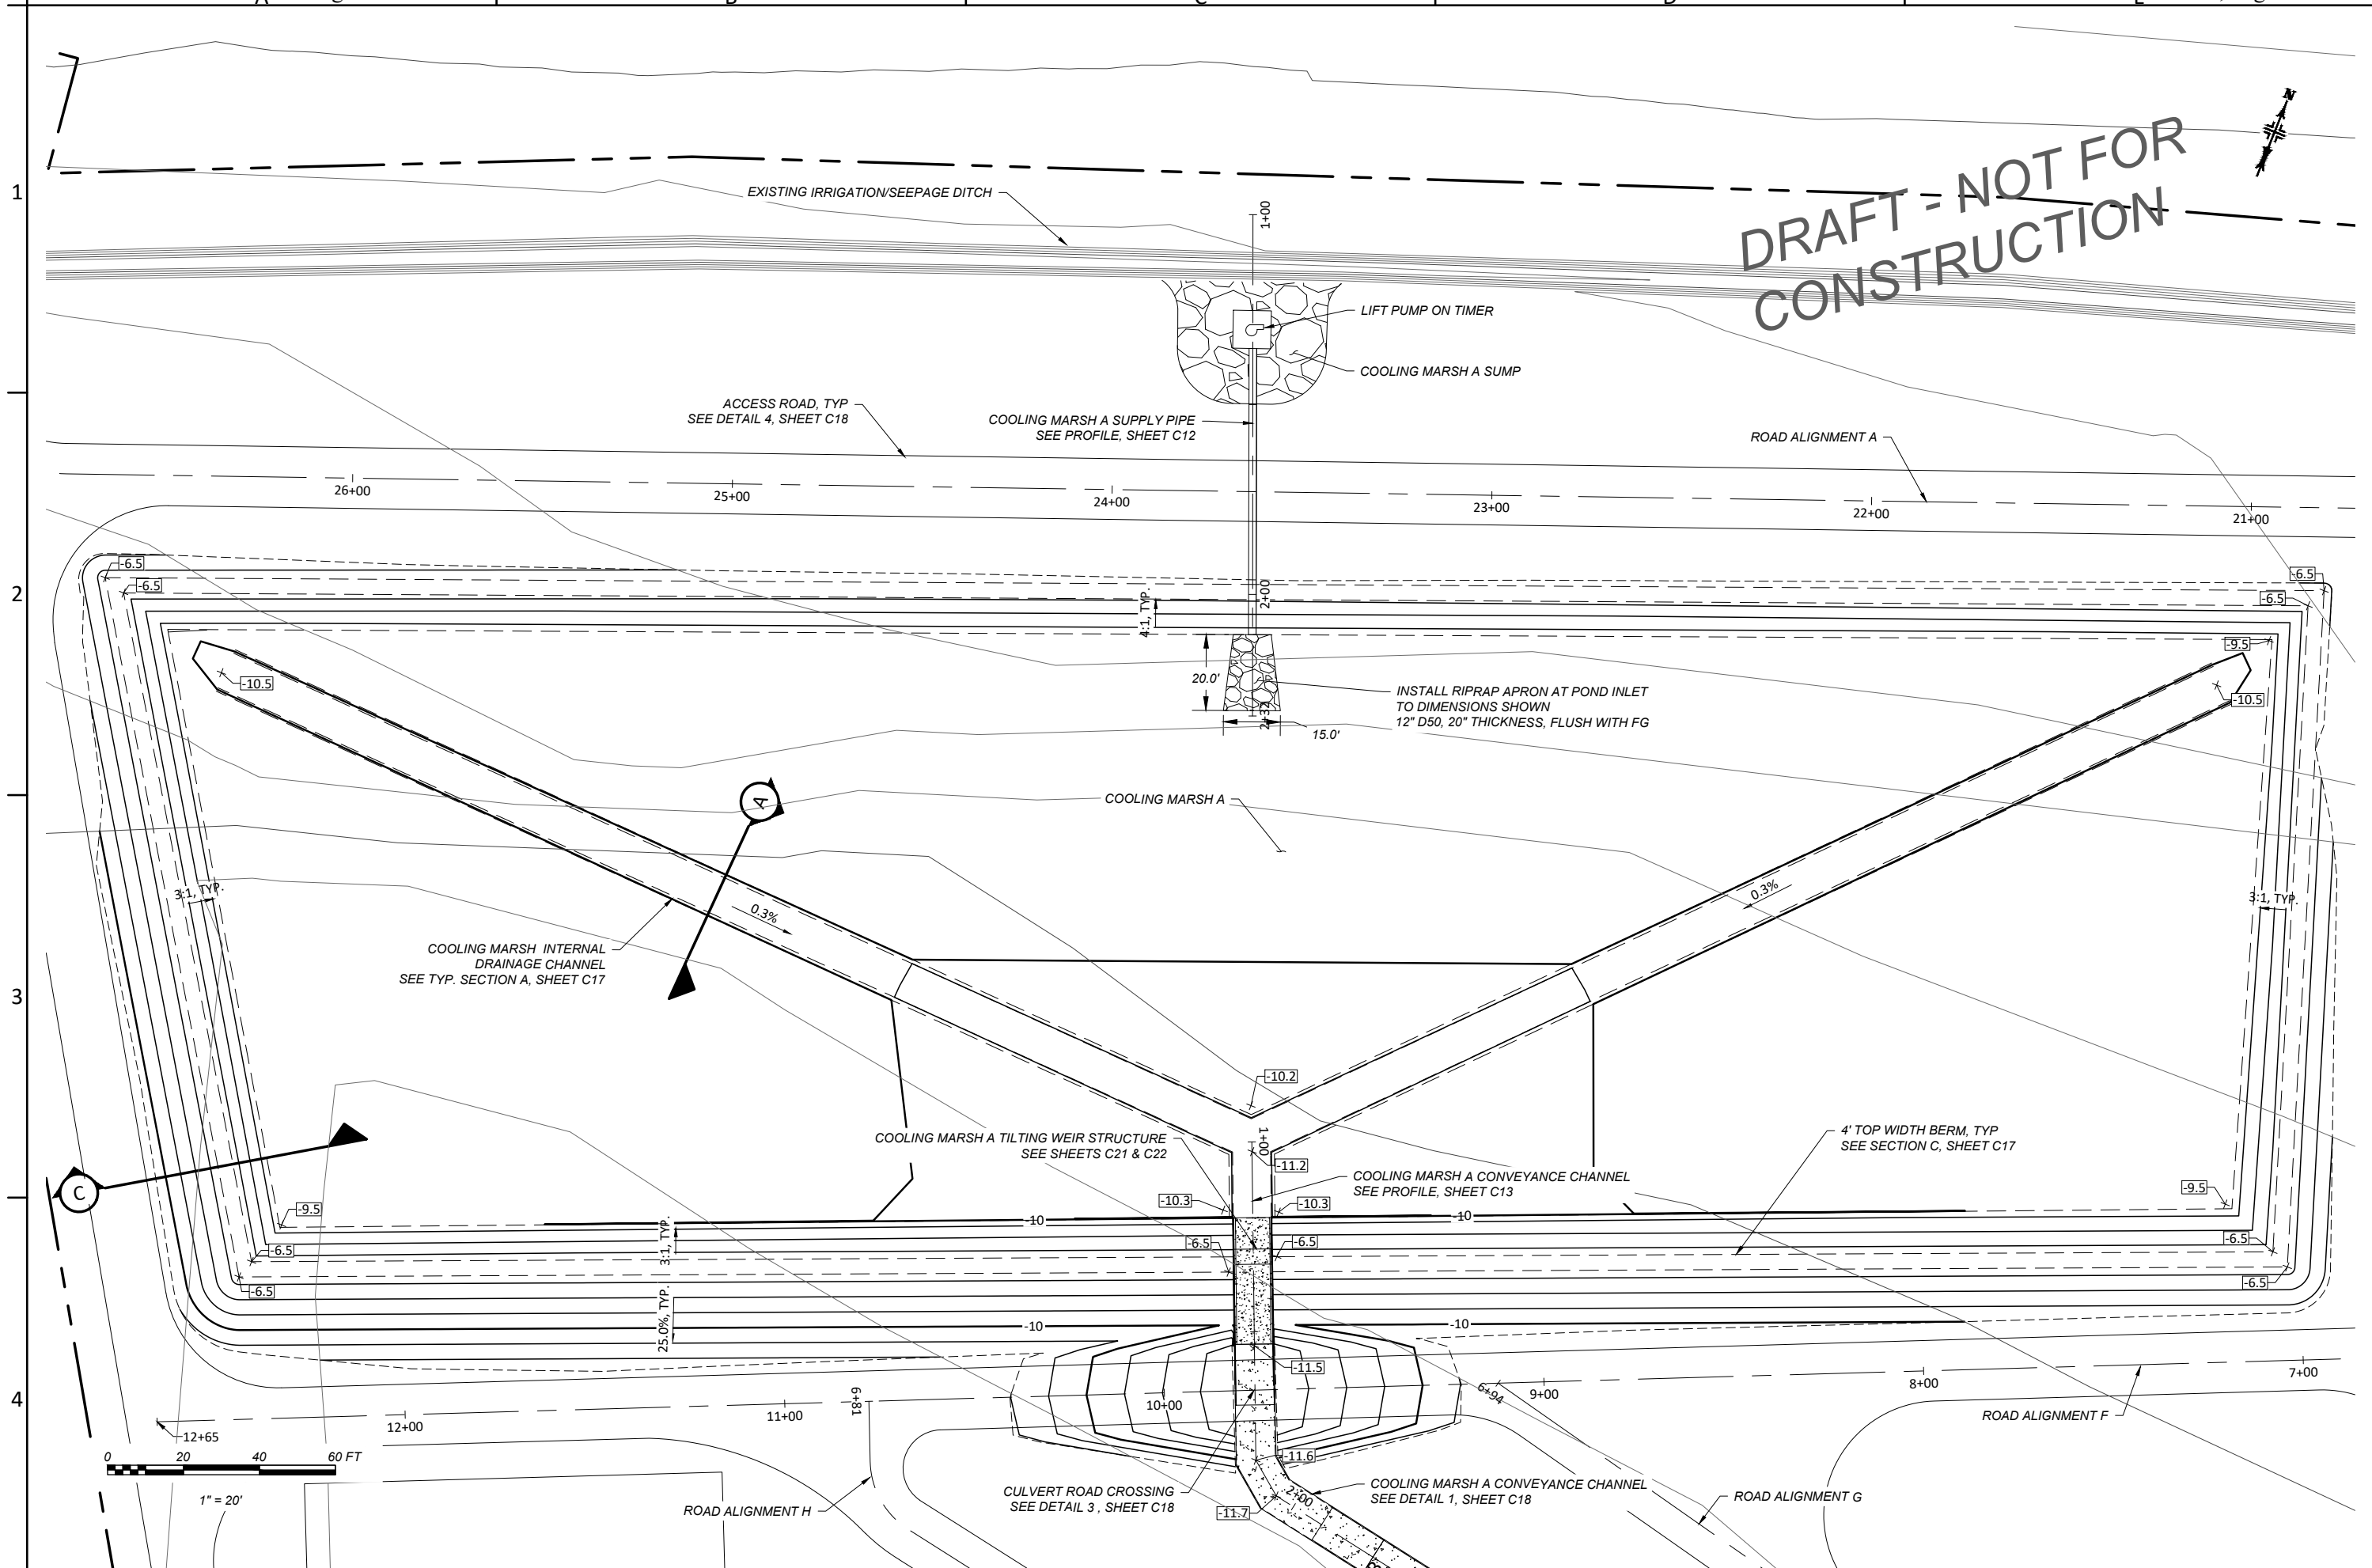 1
2
3
4
N
DRAFT - NOT FOR
CONSTRUCTION
EXISTING IRRIGATION/SEEPAGE DITCH
1+00
LIFT PUMP ON TIMER
COOLING MARSH A SUMP
ACCESS ROAD, TYP
SEE DETAIL 4, SHEET C18
COOLING MARSH A SUPPLY PIPE
SEE PROFILE, SHEET C12
ROAD ALIGNMENT A
26+00
25+00
24+00
23+00
22+00
21+00
-6.5
-6.5
4:1, TYP.
2+00
-6.5
-6.5
-9.5
-10.5
20.0'
2+32
15.0'
INSTALL RIPRAP APRON AT POND INLET
TO DIMENSIONS SHOWN
12" D50, 20" THICKNESS, FLUSH WITH FG
-10.5
A
COOLING MARSH A
3:1, TYP.
0.3%
0.3%
3:1, TYP.
COOLING MARSH INTERNAL
DRAINAGE CHANNEL
SEE TYP. SECTION A, SHEET C17
-10.2
COOLING MARSH A TILTING WEIR STRUCTURE
SEE SHEETS C21 & C22
1+00
-11.2
4' TOP WIDTH BERM, TYP
SEE SECTION C, SHEET C17
COOLING MARSH A CONVEYANCE CHANNEL
SEE PROFILE, SHEET C13
C
-9.5
-10.3
-10.3
-9.5
-10
-10
-6.5
3:1, TYP.
-6.5
-6.5
-6.5
-6.5
-6.5
25.0%, TYP.
-10
-10
-11.5
12+65
12+00
11+00
6+81
10+00
6+94
9+00
8+00
7+00
ROAD ALIGNMENT F
0 20 40 60 FT
1" = 20'
-11.6
ROAD ALIGNMENT H
CULVERT ROAD CROSSING
SEE DETAIL 3 , SHEET C18
-11.7
2+00
COOLING MARSH A CONVEYANCE CHANNEL
SEE DETAIL 1, SHEET C18
ROAD ALIGNMENT G